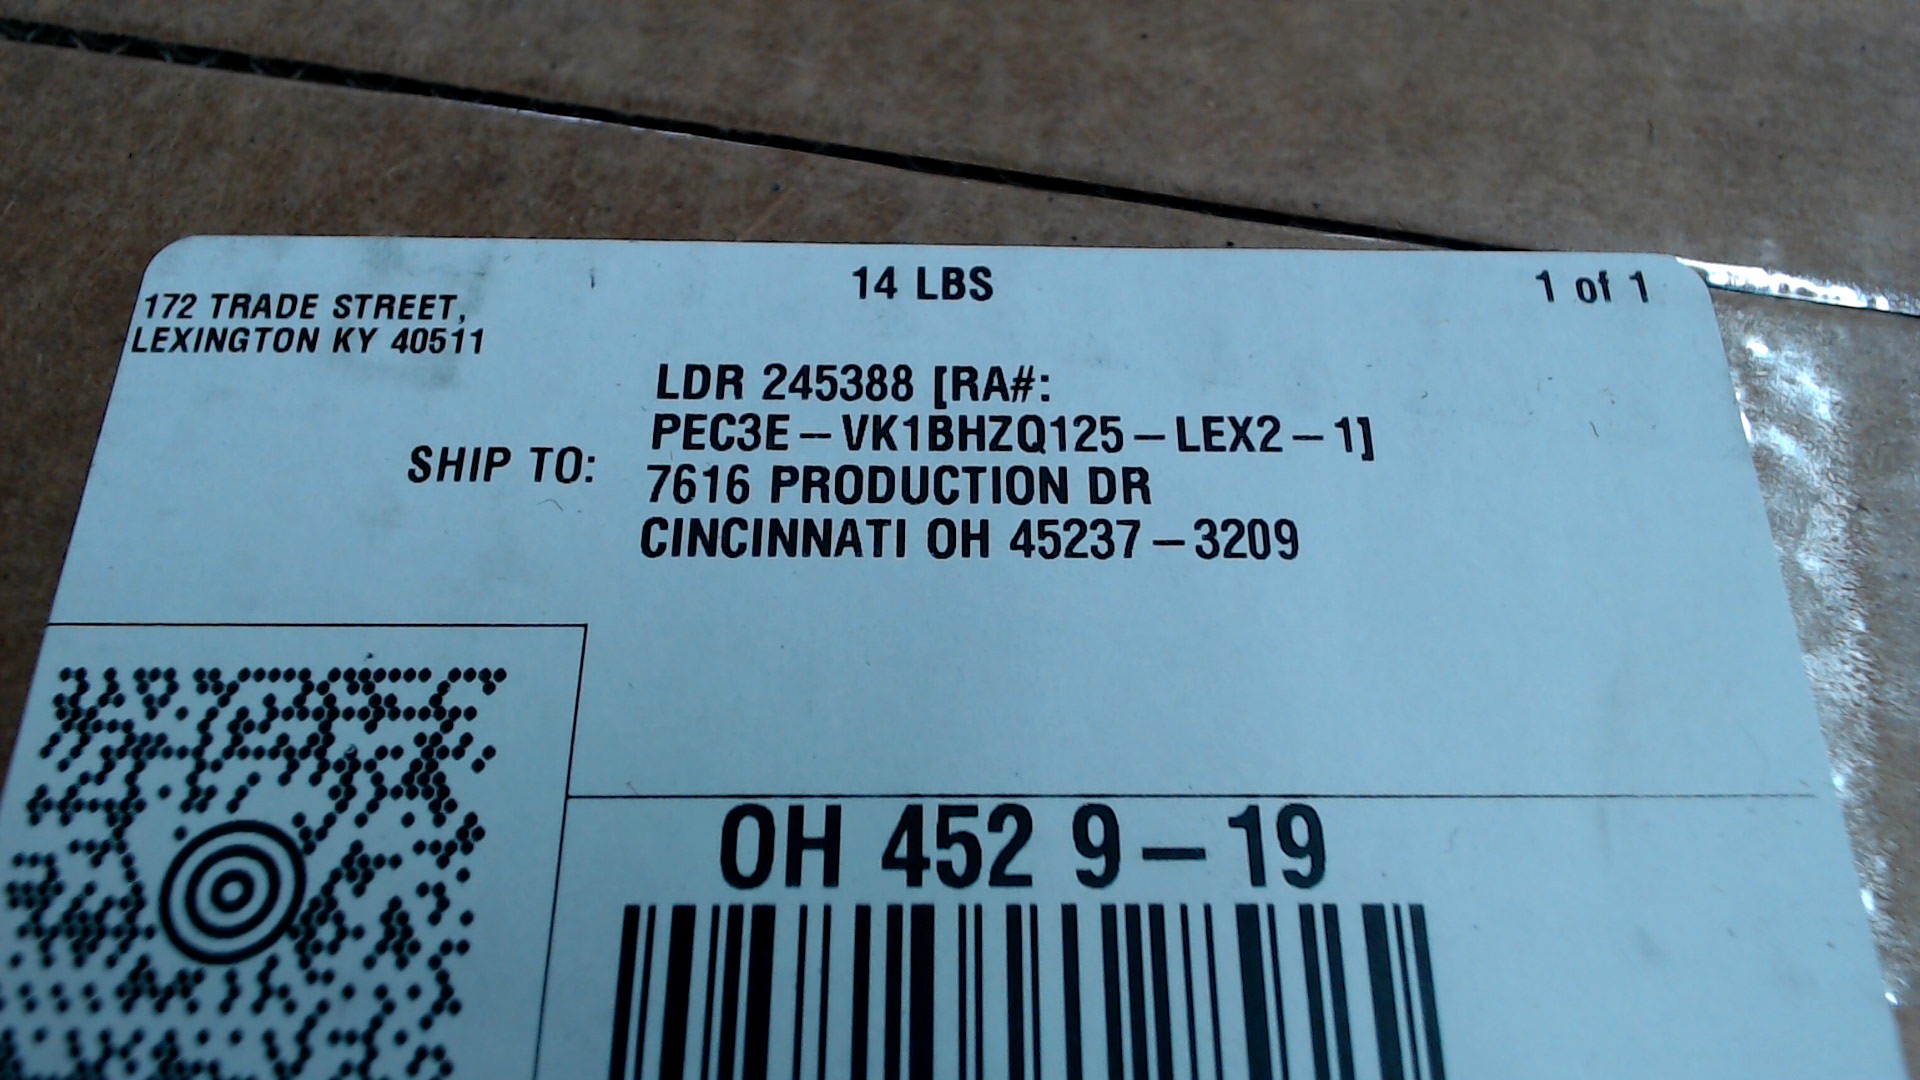 172 TRADE STREET,
LEXINGTON KY 40511
14 LBS
1 of 1
SHIP TO:
LDR 245388 [RA#:
PEC3E-VK1BHZQ125-LEX2-1]
7616 PRODUCTION DR
CINCINNATI OH 45237-3209
OH 452 9-19